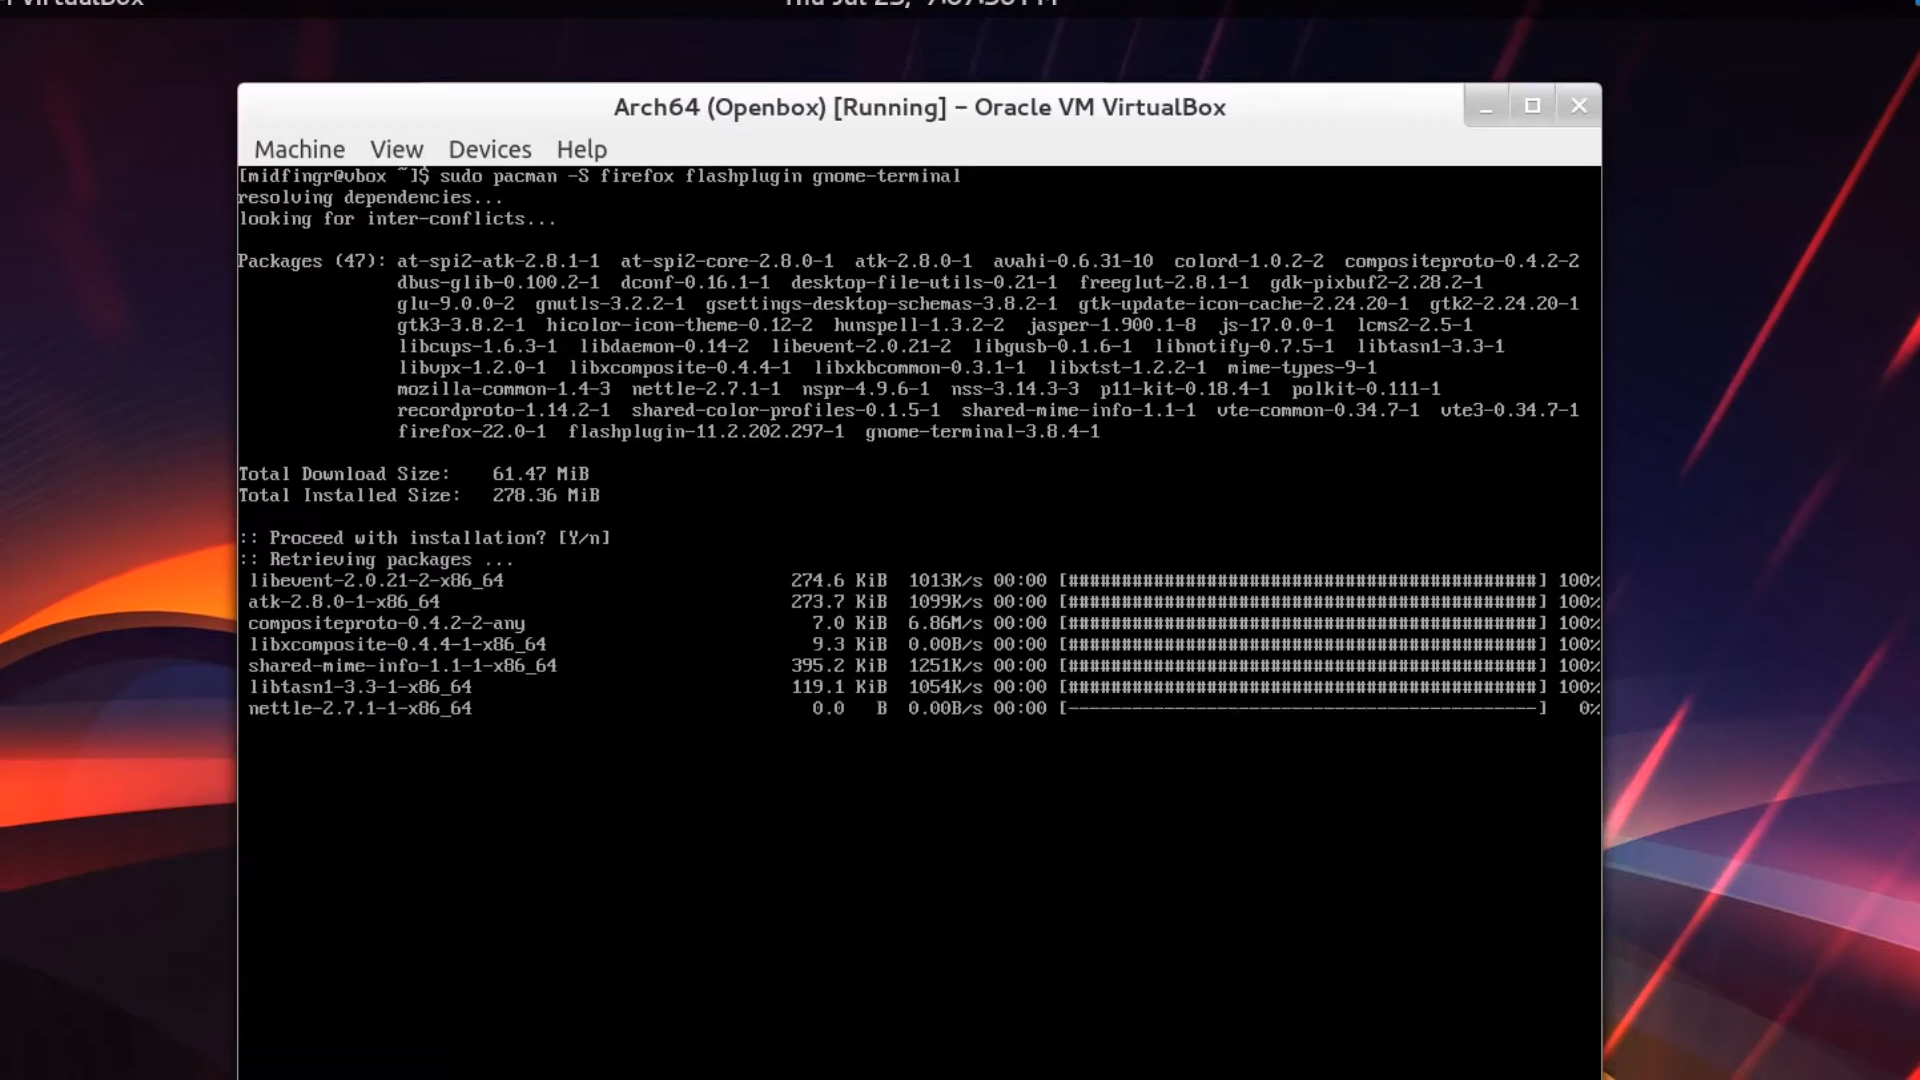 VirtualBox
Thu Jul 25,
Arch64 (Openbox) [Running] – Oracle VM VirtualBox
Machine View Devices Help
[midfingr@vbox ~]$ sudo pacman -S firefox flashplugin gnome-terminal
resolving dependencies...
looking for inter-conflicts...
Packages (47): at-spi2-atk-2.8.1-1 at-spi2-core-2.8.0-1 atk-2.8.0-1 avahi-0.6.31-10 colord-1.0.2-2 compositeproto-0.4.2-2
dbus-glib-0.100.2-1 dconf-0.16.1-1 desktop-file-utils-0.21-1 freeglut-2.8.1-1 gdk-pixbuf2-2.28.2-1
glu-9.0.0-2 gnutls-3.2.2-1 gsettings-desktop-schemas-3.8.2-1 gtk-update-icon-cache-2.24.20-1 gtk2-2.24.20-1
gtk3-3.8.2-1 hicolor-icon-theme-0.12-2 hunspell-1.3.2-2 jasper-1.900.1-8 js-17.0.0-1 lcms2-2.5-1
libcups-1.6.3-1 libdaemon-0.14-2 libevent-2.0.21-2 libgusb-0.1.6-1 libnotify-0.7.5-1 libtasn1-3.3-1
libvpx-1.2.0-1 libxcomposite-0.4.4-1 libxkbcommon-0.3.1-1 libxtst-1.2.2-1 mime-types-9-1
mozilla-common-1.4-3 nettle-2.7.1-1 nspr-4.9.6-1 nss-3.14.3-3 p11-kit-0.18.4-1 polkit-0.111-1
recordproto-1.14.2-1 shared-color-profiles-0.1.5-1 shared-mime-info-1.1-1 vte-common-0.34.7-1 vte3-0.34.7-1
firefox-22.0-1 flashplugin-11.2.202.297-1 gnome-terminal-3.8.4-1
Total Download Size: 61.47 MiB
Total Installed Size: 278.36 MiB
:: Proceed with installation? [Y/n]
:: Retrieving packages ...
libevent-2.0.21-2-x86_64 274.6 KiB 1013K/s 00:00 [############################################] 100%
atk-2.8.0-1-x86_64 273.7 KiB 1099K/s 00:00 [############################################] 100%
compositeproto-0.4.2-2-any 7.0 KiB 6.86M/s 00:00 [############################################] 100%
libxcomposite-0.4.4-1-x86_64 9.3 KiB 0.00B/s 00:00 [############################################] 100%
shared-mime-info-1.1-1-x86_64 395.2 KiB 1251K/s 00:00 [############################################] 100%
libtasn1-3.3-1-x86_64 119.1 KiB 1054K/s 00:00 [############################################] 100%
nettle-2.7.1-1-x86_64 0.0 B 0.00B/s 00:00 [--------------------------------------------] 0%